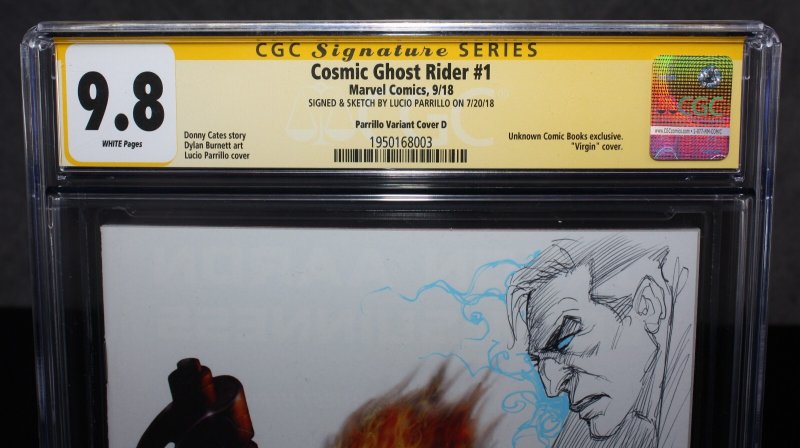 CGC Signature SERIES
9.8
WHITE Pages
Cosmic Ghost Rider #1
Marvel Comics, 9/18
SIGNED & SKETCH BY LUCIO PARRILLO ON 7/20/18
Parrillo Variant Cover D
1950168003
Donny Cates story
Dylan Burnett art
Lucio Parrillo cover
Unknown Comic Books exclusive.
"Virgin" cover.
CGC
CGC